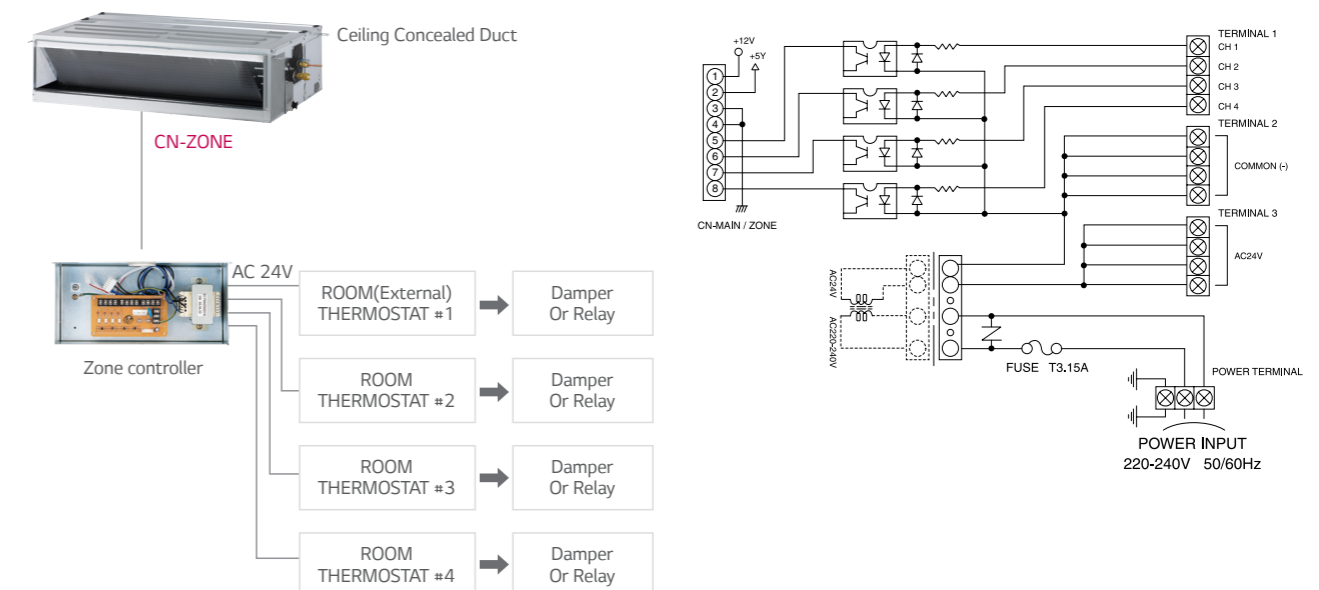 Ceiling Concealed Duct
CN-ZONE
AC 24V
Zone controller
ROOM(External)
THERMOSTAT #1
Damper
Or Relay
ROOM
THERMOSTAT #2
Damper
Or Relay
ROOM
THERMOSTAT #3
Damper
Or Relay
ROOM
THERMOSTAT #4
Damper
Or Relay
+12V
+5Y
1
2
3
4
5
6
7
8
CN-MAIN / ZONE
TERMINAL 1
CH 1
CH 2
CH 3
CH 4
TERMINAL 2
COMMON (-)
TERMINAL 3
AC24V
AC24V
AC220-240V
FUSE T3.15A
POWER TERMINAL
POWER INPUT
220-240V 50/60Hz